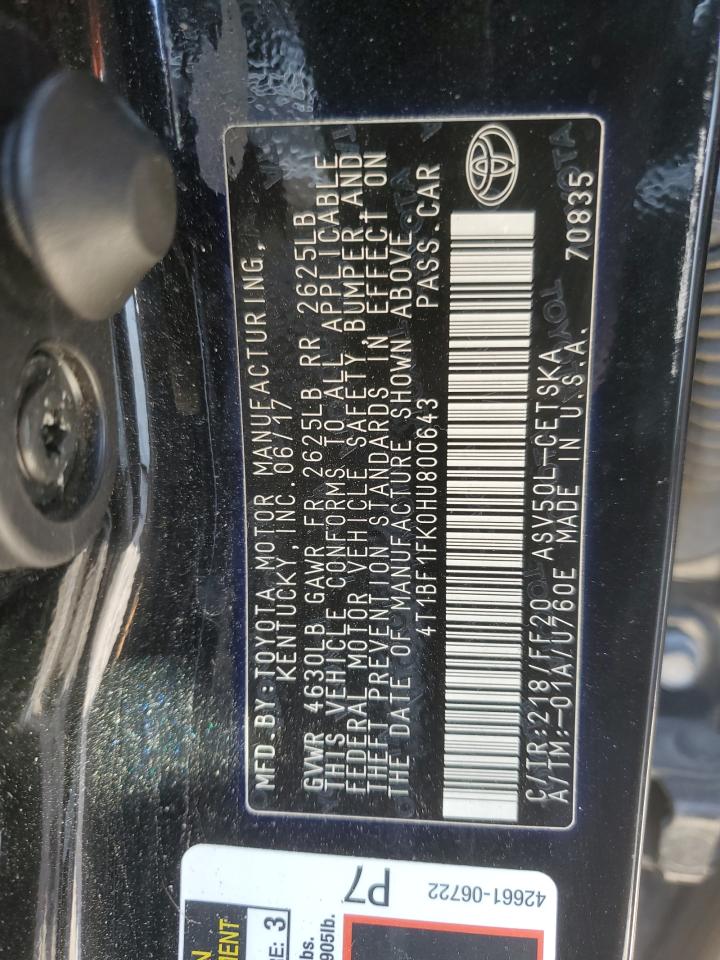 MFD.BY:TOYOTA MOTOR MANUFACTURING,
KENTUCKY, INC. 06/17
GVWR 4630LB GAWR FR 2625LB RR 2625LB
THIS VEHICLE CONFORMS TO ALL APPLICABLE
FEDERAL MOTOR VEHICLE SAFETY, BUMPER AND
THEFT PREVENTION STANDARDS IN EFFECT ON
THE DATE OF MANUFACTURE SHOWN ABOVE.
4T1BF1FK0HU800643 PASS.CAR
C/TR:218/FF20 ASV50L-CETSKA
A/TM:-01A/U760E MADE IN U.S.A. 70835
P7
42661-06722
3
905lb.